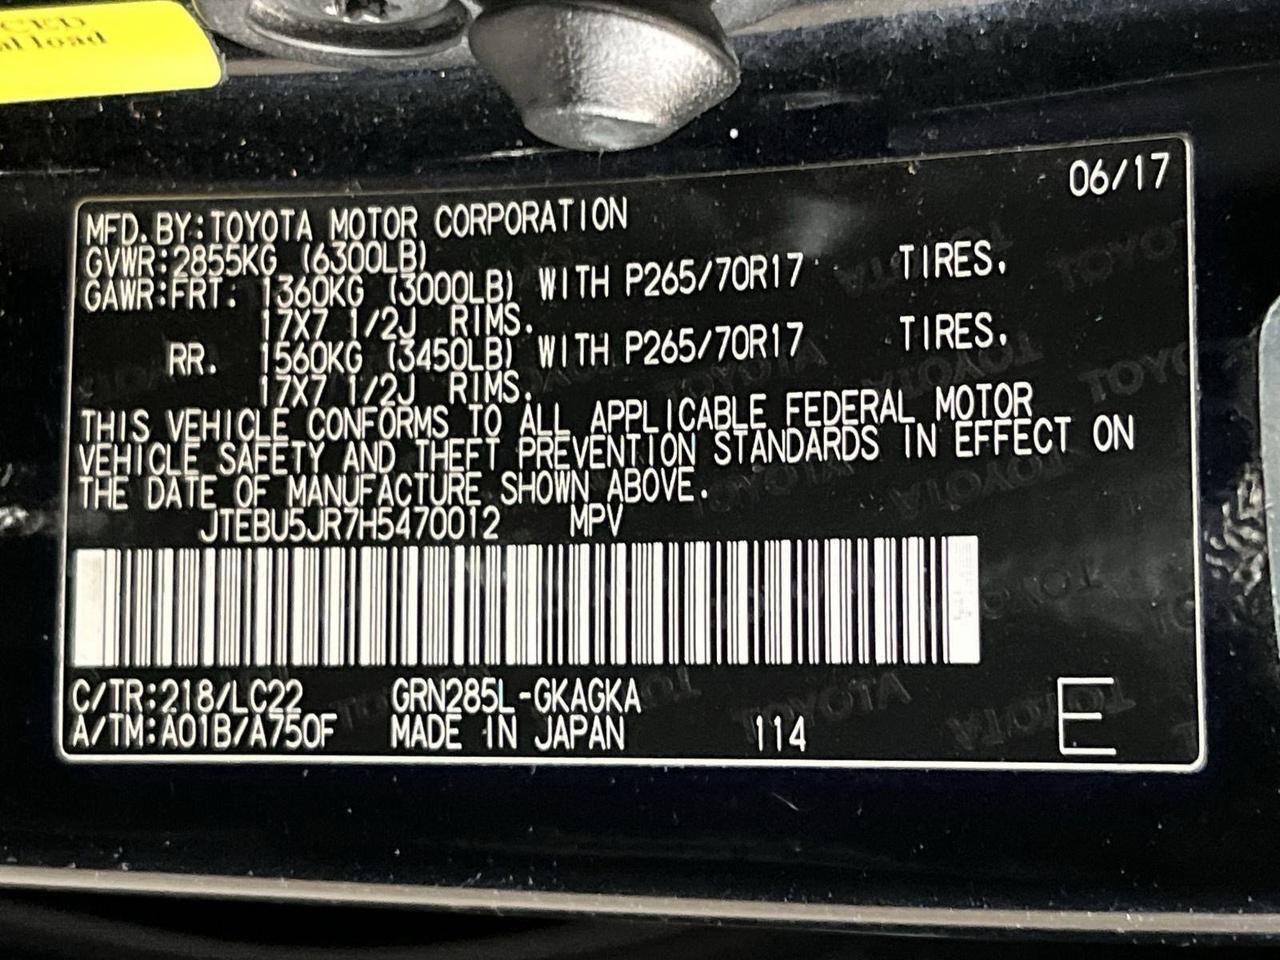 CED
al load
06/17
MFD.BY:TOYOTA MOTOR CORPORATION
GVWR:2855KG (6300LB)
GAWR:FRT. 1360KG (3000LB) WITH P265/70R17 TIRES.
17X7 1/2J RIMS.
RR. 1560KG (3450LB) WITH P265/70R17 TIRES.
17X7 1/2J RIMS.
THIS VEHICLE CONFORMS TO ALL APPLICABLE FEDERAL MOTOR
VEHICLE SAFETY AND THEFT PREVENTION STANDARDS IN EFFECT ON
THE DATE OF MANUFACTURE SHOWN ABOVE.
JTEBU5JR7H5470012 MPV
C/TR:218/LC22 GRN285L-GKAGKA
A/TM:A01B/A750F MADE IN JAPAN 114 E